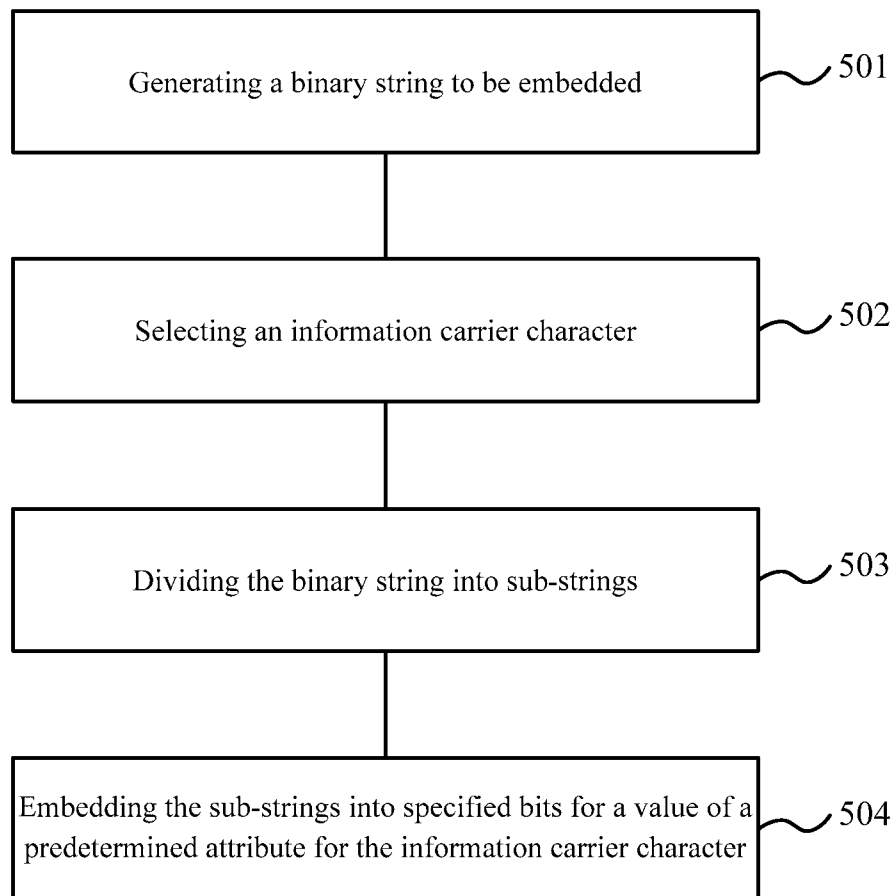 Generating a binary string to be embedded
501
Selecting an information carrier character
502
Dividing the binary string into sub-strings
503
Embedding the sub-strings into specified bits for a value of a
predetermined attribute for the information carrier character
504